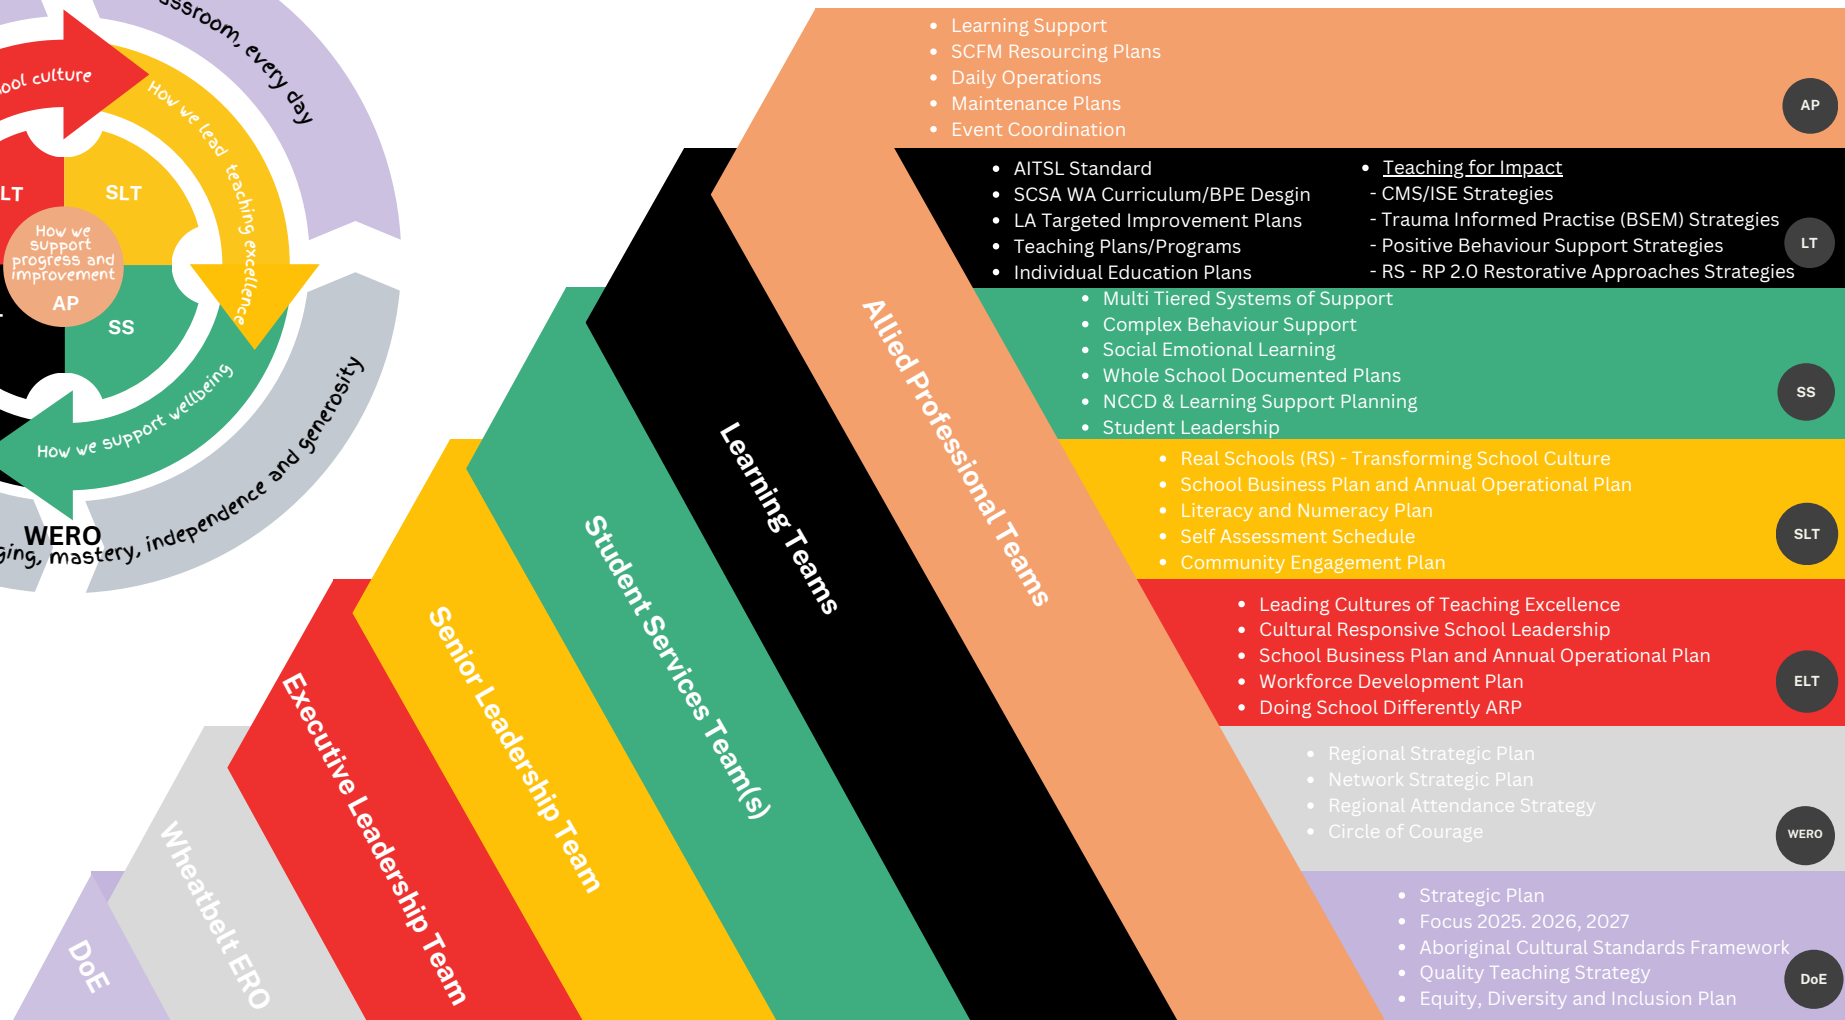 ssroom, every day
ool culture
How we lead teaching excellence
LT
SLT
How we
support
progress and
improvement
AP
SS
How we support wellbeing
WERO
ging, mastery, independence and generosity
Learning Support
SCFM Resourcing Plans
Daily Operations
Maintenance Plans
Event Coordination
AP
AITSL Standard
SCSA WA Curriculum/BPE Desgin
LA Targeted Improvement Plans
Teaching Plans/Programs
Individual Education Plans
Teaching for Impact
- CMS/ISE Strategies
- Trauma Informed Practise (BSEM) Strategies
- Positive Behaviour Support Strategies
- RS - RP 2.0 Restorative Approaches Strategies
LT
Multi Tiered Systems of Support
Complex Behaviour Support
Social Emotional Learning
Whole School Documented Plans
NCCD & Learning Support Planning
Student Leadership
SS
Real Schools (RS) - Transforming School Culture
School Business Plan and Annual Operational Plan
Literacy and Numeracy Plan
Self Assessment Schedule
Community Engagement Plan
SLT
Leading Cultures of Teaching Excellence
Cultural Responsive School Leadership
School Business Plan and Annual Operational Plan
Workforce Development Plan
Doing School Differently ARP
ELT
Regional Strategic Plan
Network Strategic Plan
Regional Attendance Strategy
Circle of Courage
WERO
Strategic Plan
Focus 2025. 2026, 2027
Aboriginal Cultural Standards Framework
Quality Teaching Strategy
Equity, Diversity and Inclusion Plan
DoE
DoE
Wheatbelt ERO
Executive Leadership Team
Senior Leadership Team
Student Services Team(s)
Learning Teams
Allied Professional Teams